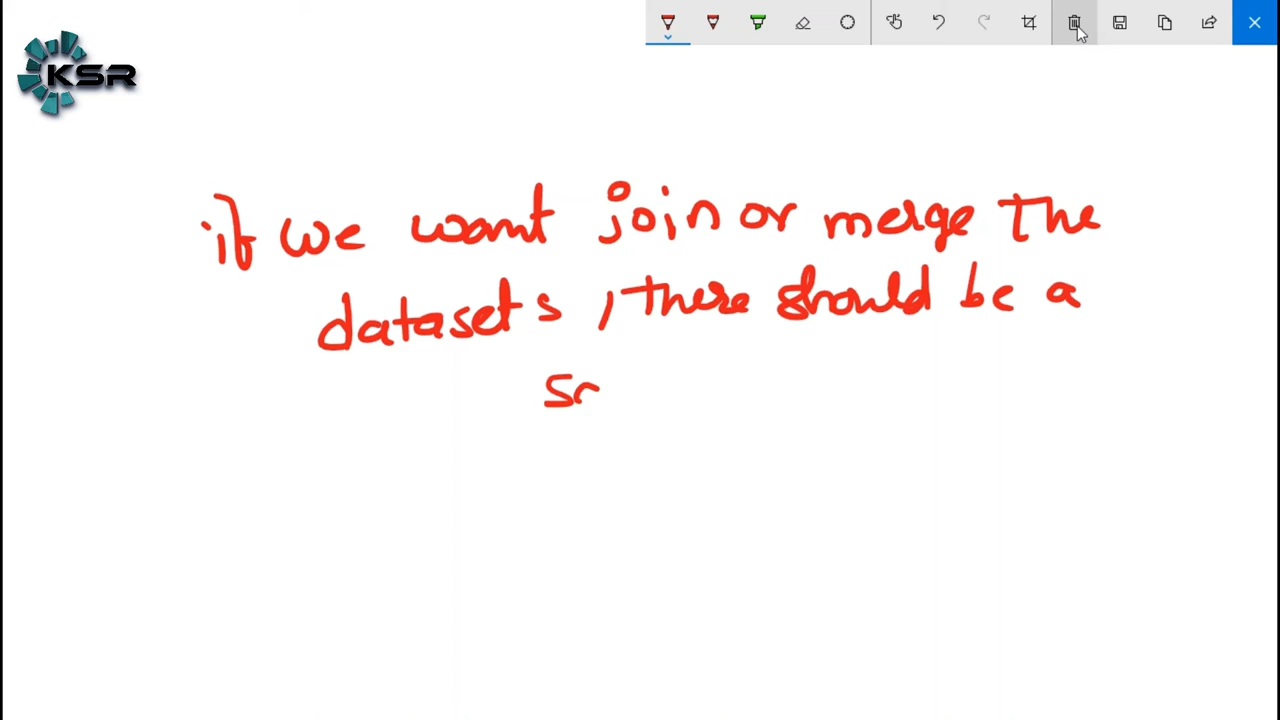 KSR
if we want join or merge the
datasets, there should be a